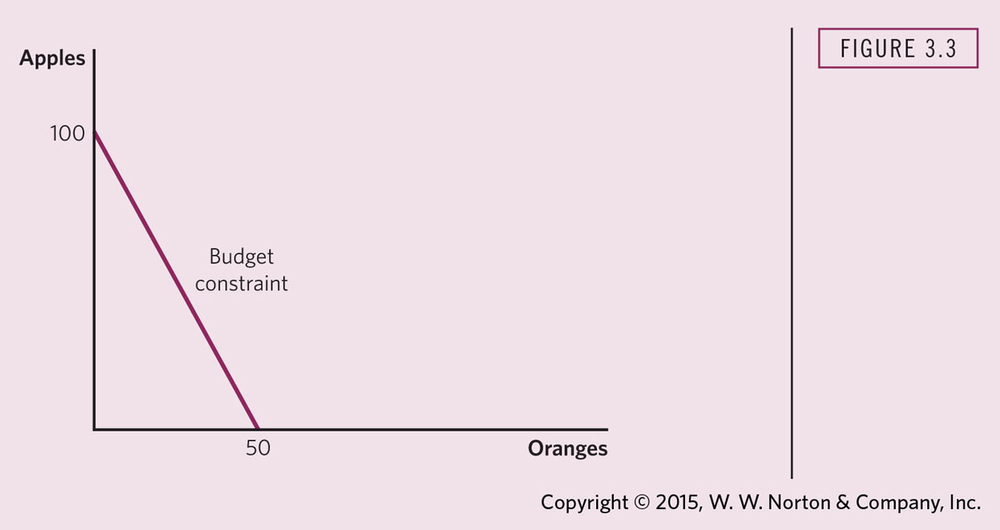 Apples
100
Budget
constraint
50
Oranges
FIGURE 3.3
Copyright © 2015, W. W. Norton & Company, Inc.